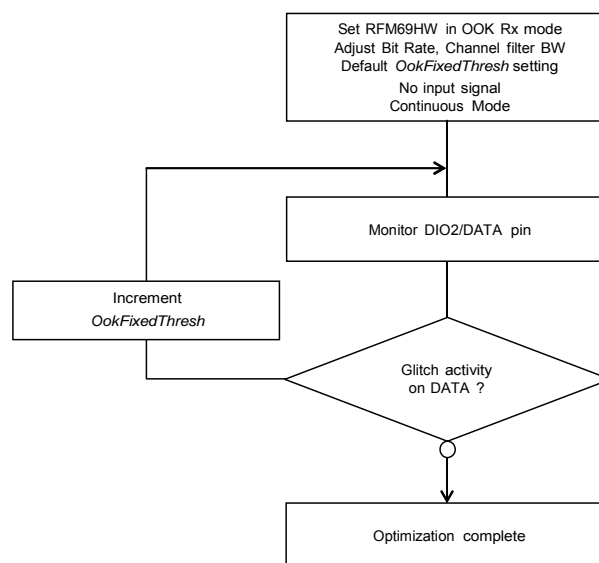 Set RFM69HW in OOK Rx mode
Adjust Bit Rate, Channel filter BW
Default OokFixedThresh setting
No input signal
Continuous Mode
Monitor DIO2/DATA pin
Increment
OokFixedThresh
Glitch activity
on DATA ?
Optimization complete